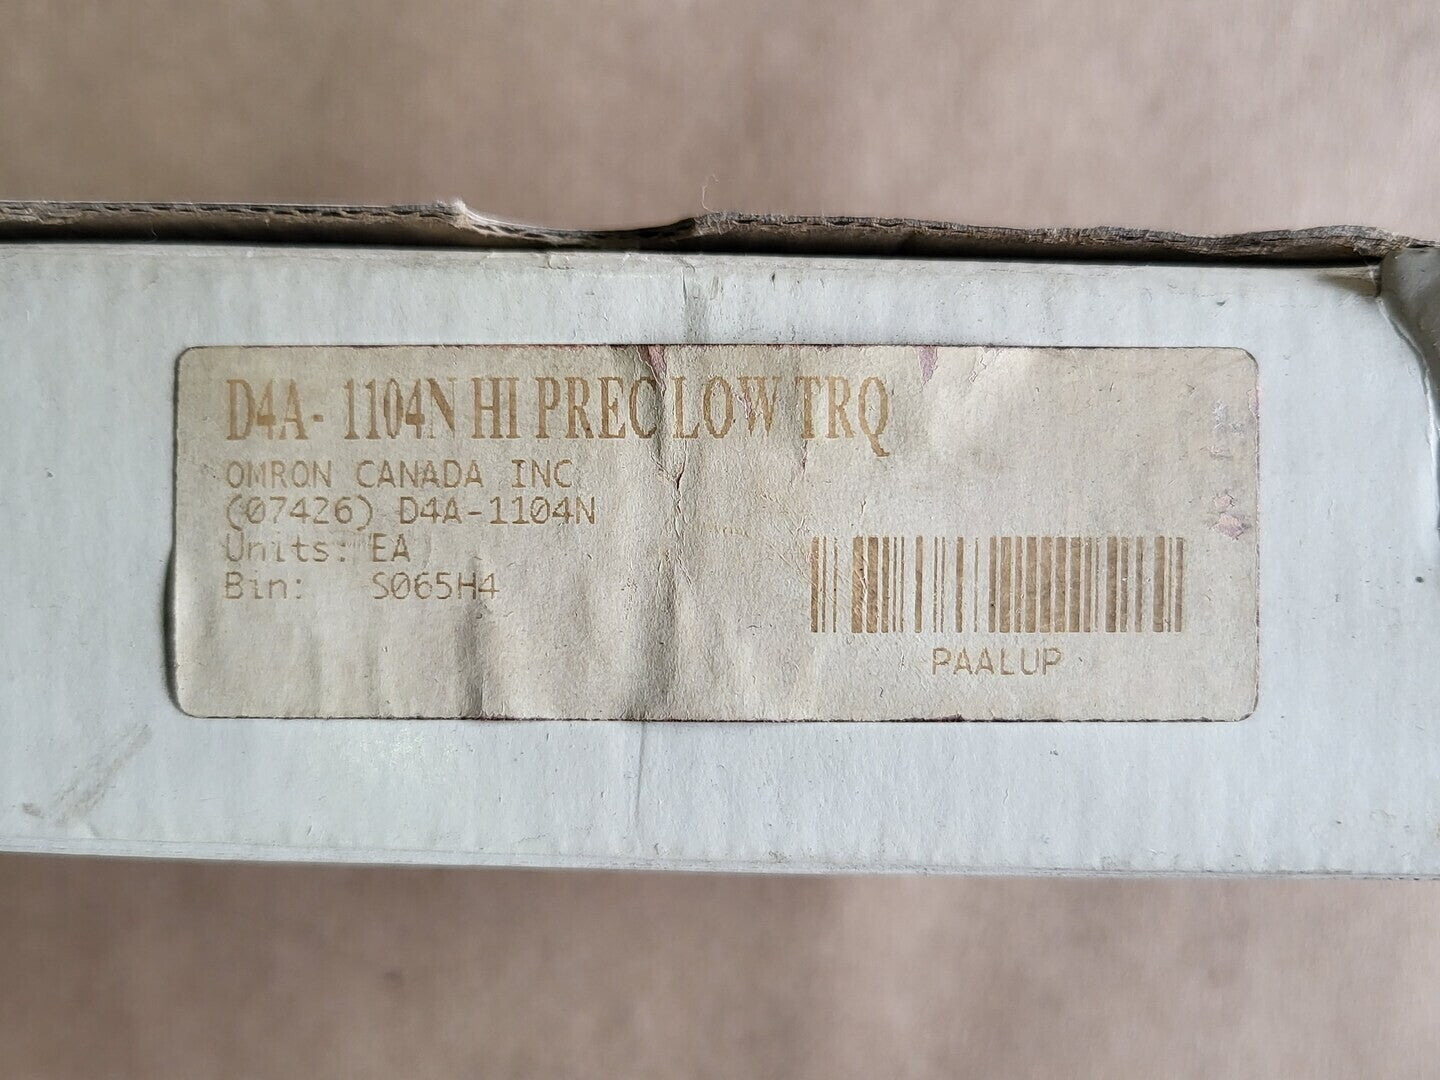 D4A- 1104N HI PREC LOW TRQ
OMRON CANADA INC
(07426) D4A-1104N
Units: EA
Bin: S065H4
PAALUP